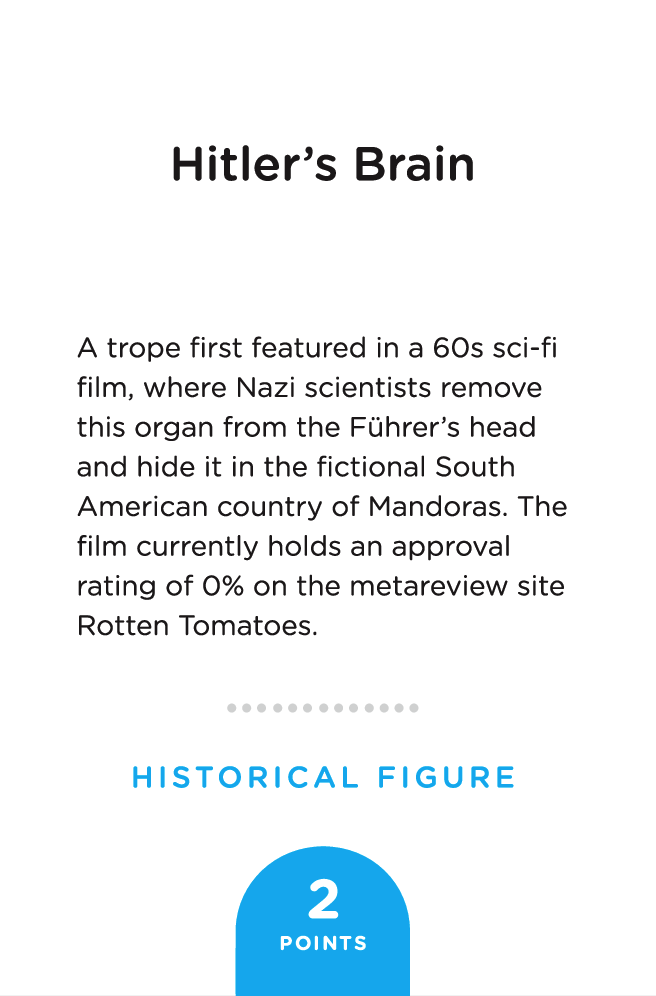 Hitler’s Brain
A trope first featured in a 60s sci-fi
film, where Nazi scientists remove
this organ from the Führer’s head
and hide it in the fictional South
American country of Mandoras. The
film currently holds an approval
rating of 0% on the metareview site
Rotten Tomatoes.
HISTORICAL FIGURE
2
POINTS